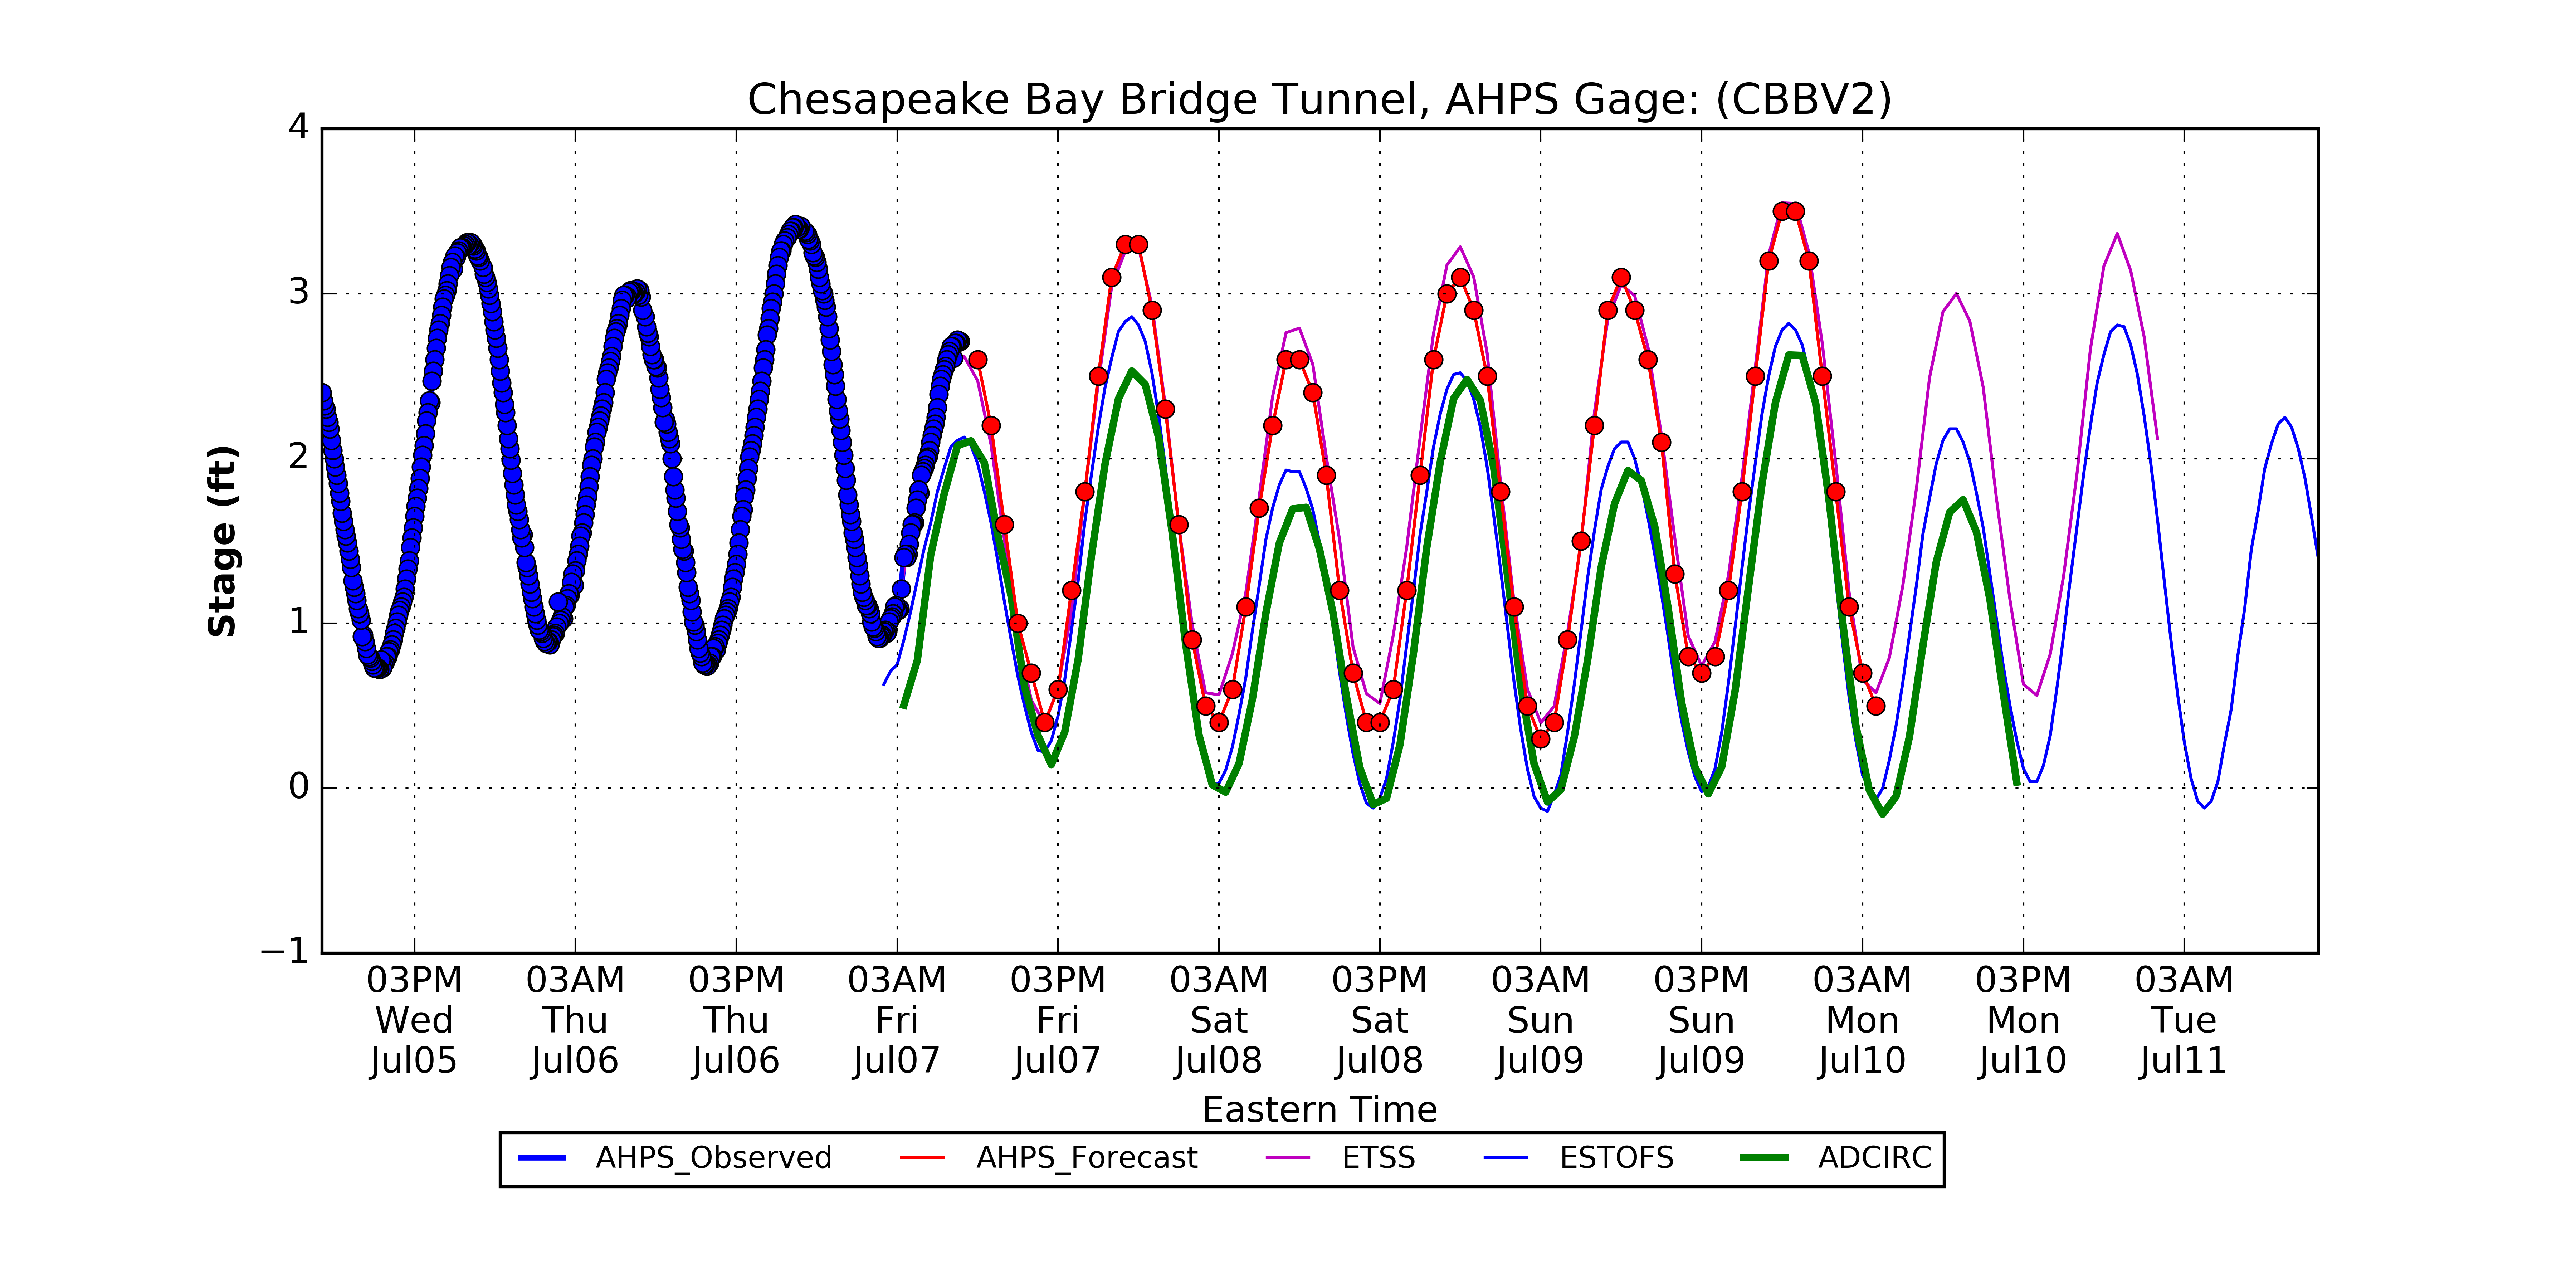 Chesapeake Bay Bridge Tunnel, AHPS Gage: (CBBV2)
4
3
2
1
0
−1
Stage (ft)
03PM 03AM 03PM 03AM 03PM 03AM 03PM 03AM 03PM 03AM 03PM 03AM
Wed Thu Thu Fri Fri Sat Sat Sun Sun Mon Mon Tue
Jul05 Jul06 Jul06 Jul07 Jul07 Jul08 Jul08 Jul09 Jul09 Jul10 Jul10 Jul11
Eastern Time
AHPS_Observed AHPS_Forecast ETSS ESTOFS ADCIRC